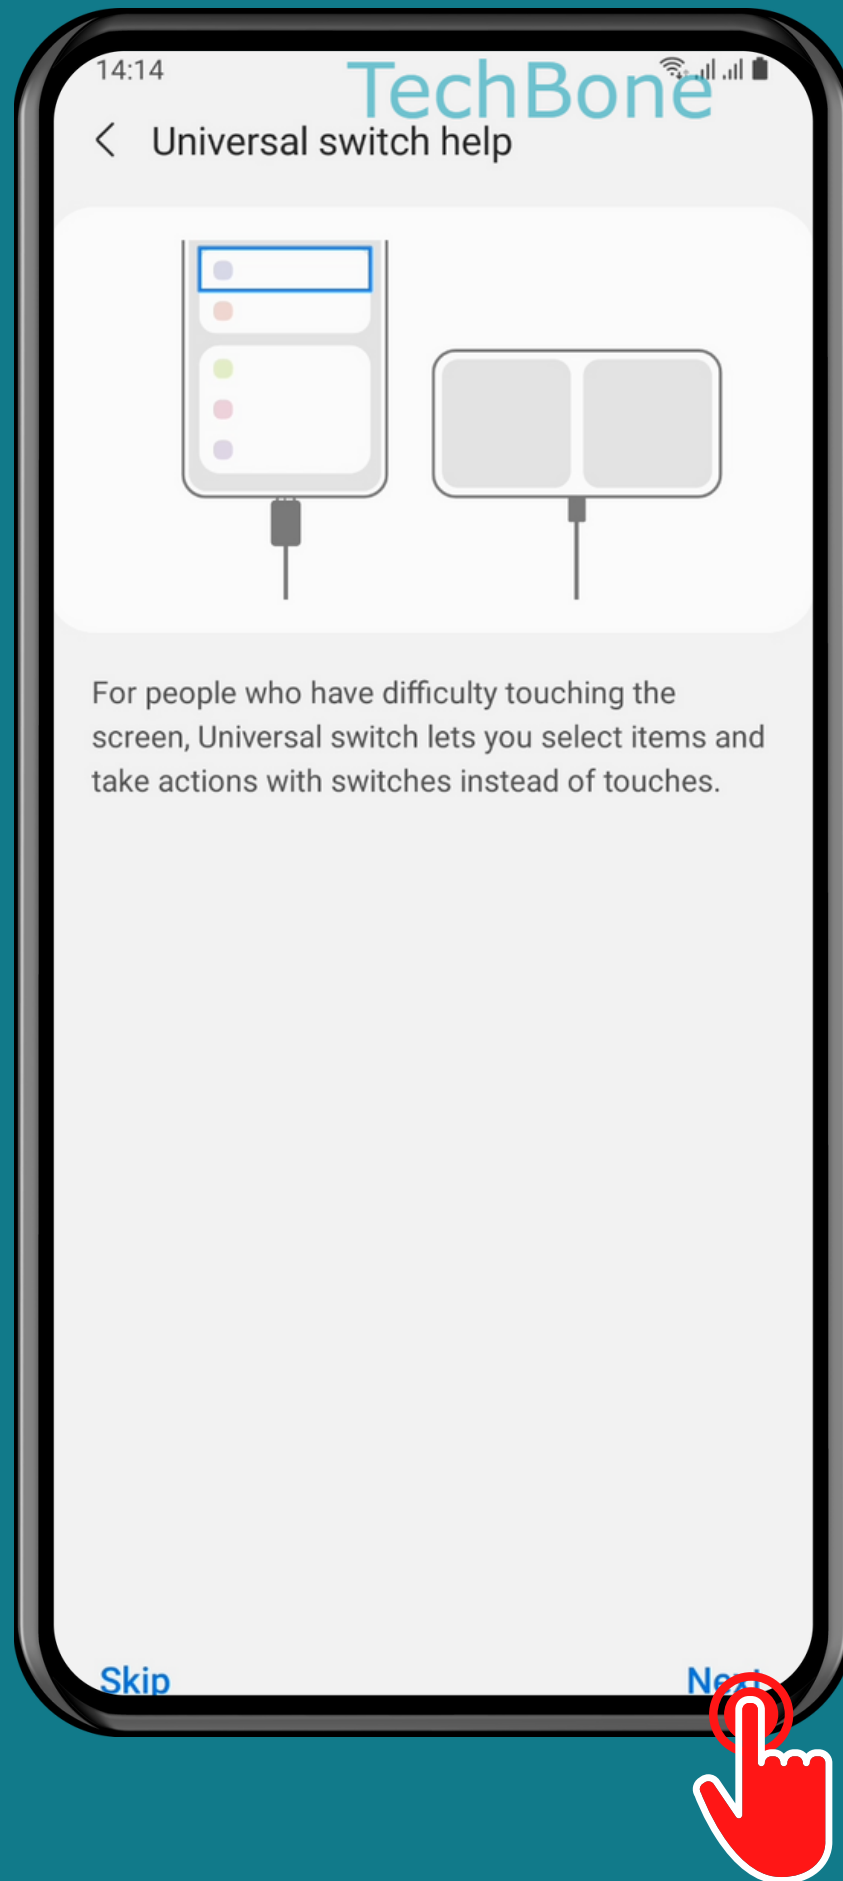 14:14
TechBone
Universal switch help
For people who have difficulty touching the
screen, Universal switch lets you select items and
take actions with switches instead of touches.
Skip
Next